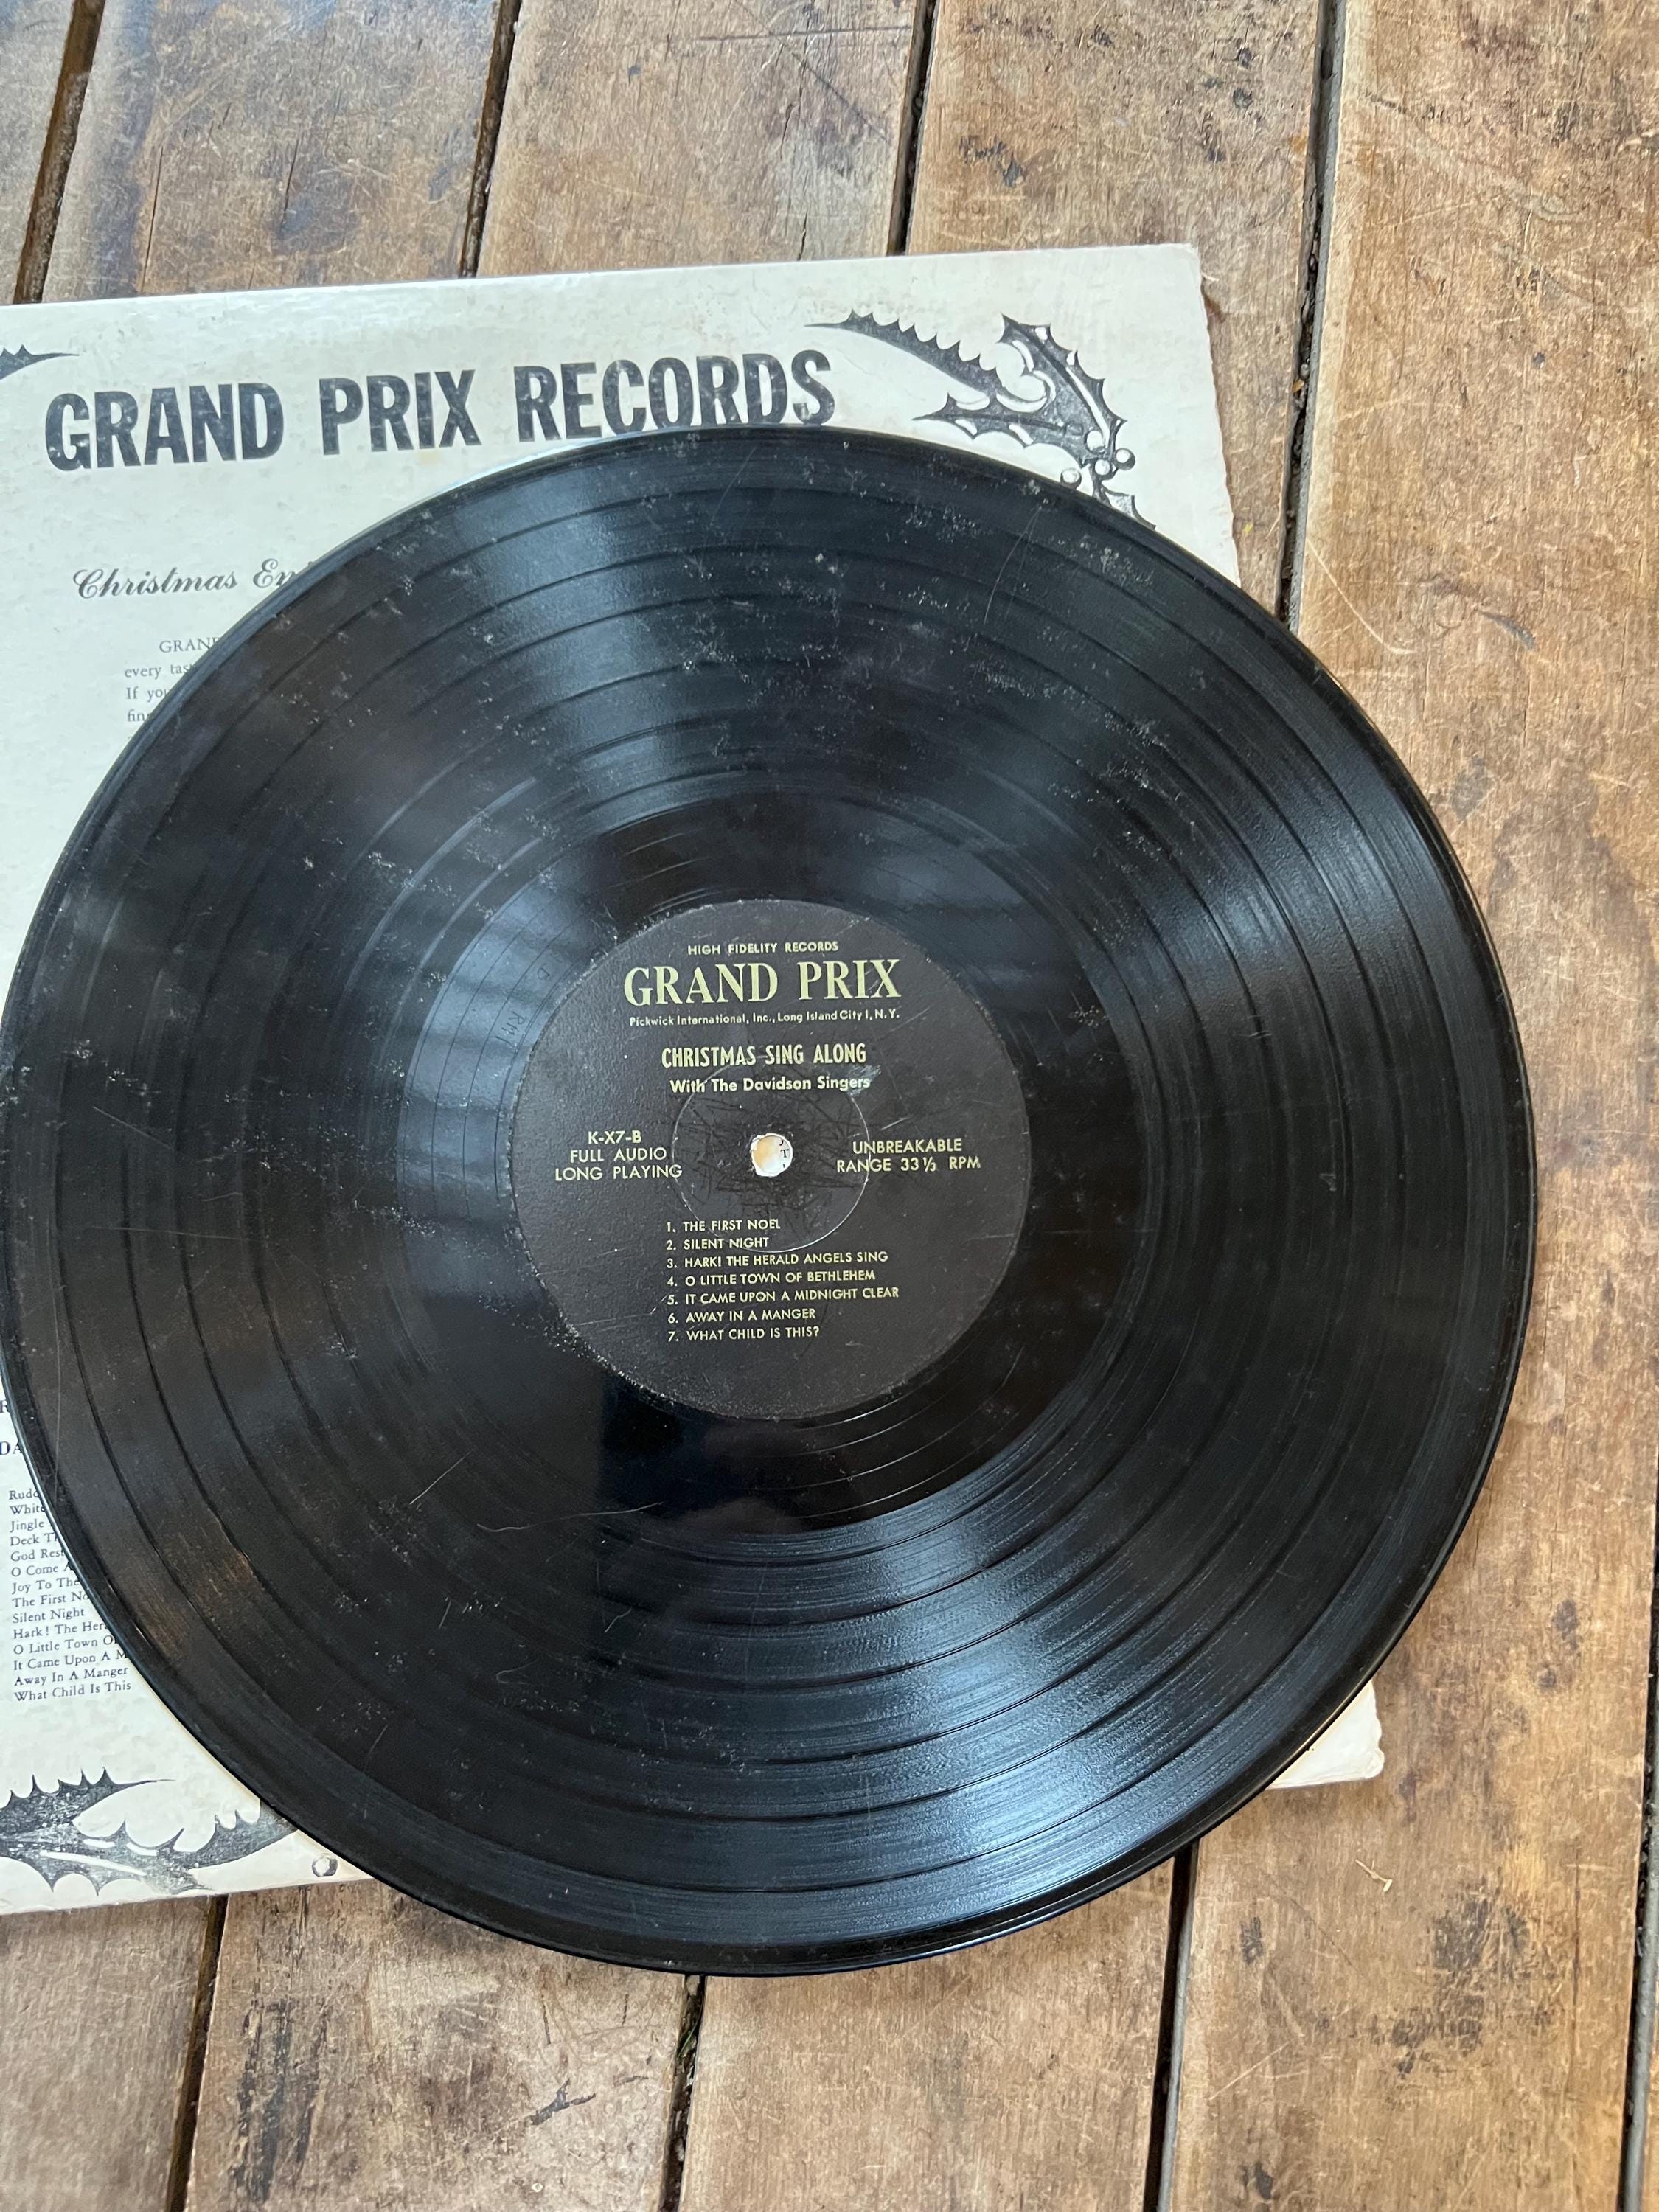 GRAND PRIX RECORDS
Christmas
GRAND
every
If you
HIGH FIDELITY RECORDS
GRAND PRIX
Pickwick International, Inc., Long Island City 1, N.Y.
CHRISTMAS SING ALONG
With The Davidson Singers
K-X7-B
FULL AUDIO
LONG PLAYING
UNBREAKABLE
RANGE 33⅓ RPM
1. THE FIRST NOEL
2. SILENT NIGHT
3. HARK! THE HERALD ANGELS SING
4. O LITTLE TOWN OF BETHLEHEM
5. IT CAME UPON A MIDNIGHT CLEAR
6. AWAY IN A MANGER
7. WHAT CHILD IS THIS?
White
Jingle
Deck
God Rest
O Come
Joy To The
The First
Silent Night
Hark! The
O Little Town
It Came Upon A
Away In A Manger
What Child Is This